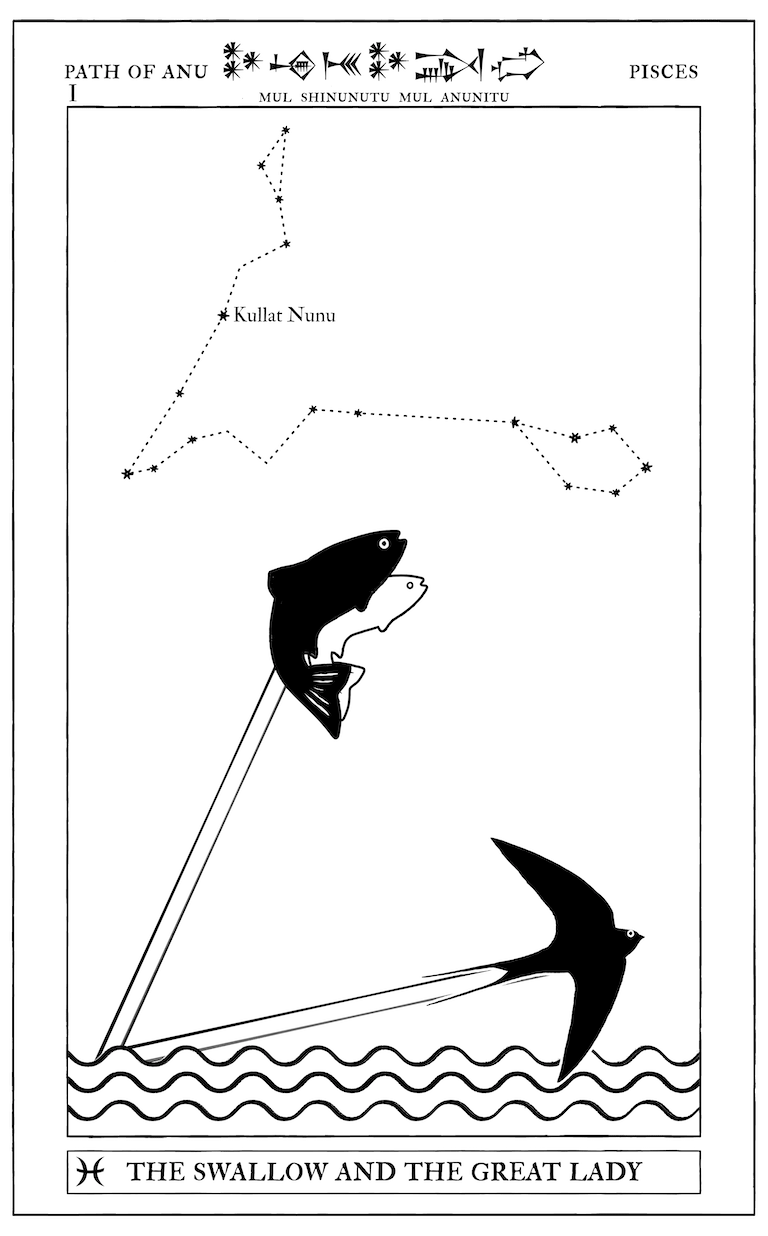 PATH OF ANU
PISCES
I
MUL SHINUNUTU MUL ANUNITU
Kullat Nunu
♓ THE SWALLOW AND THE GREAT LADY